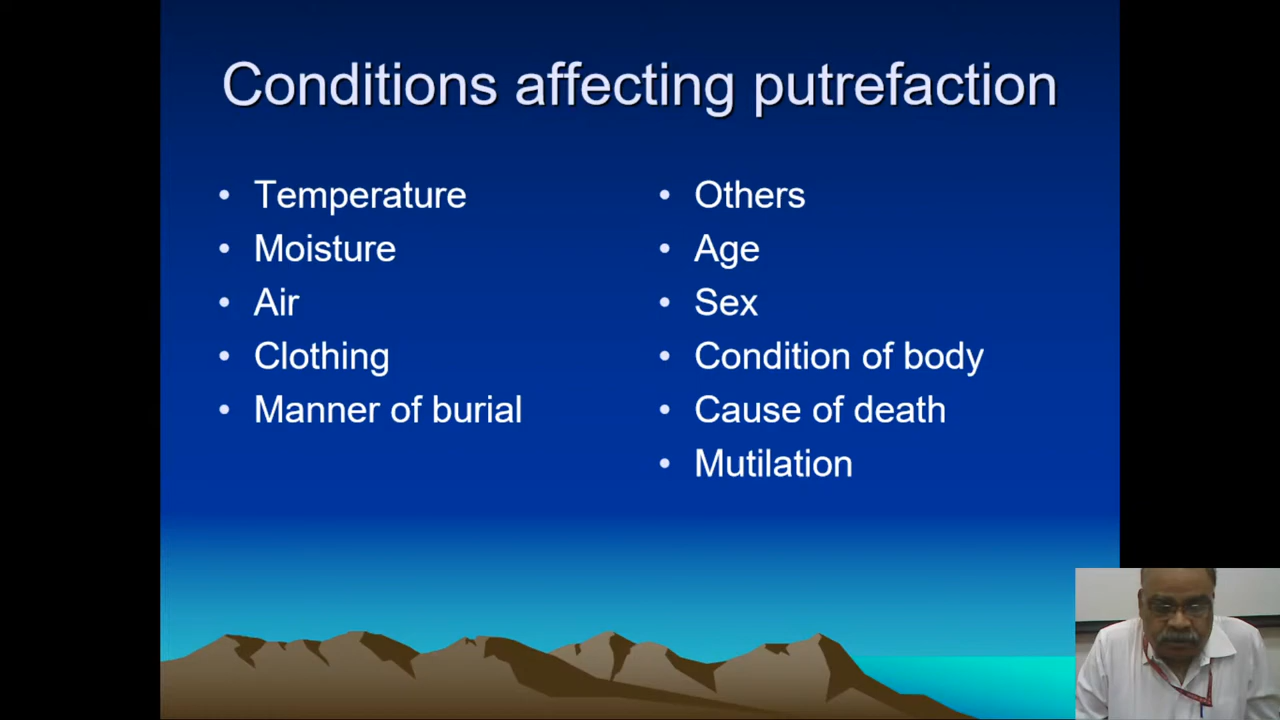 Conditions affecting putrefaction
• Temperature
• Moisture
• Air
• Clothing
• Manner of burial
• Others
• Age
• Sex
• Condition of body
• Cause of death
• Mutilation